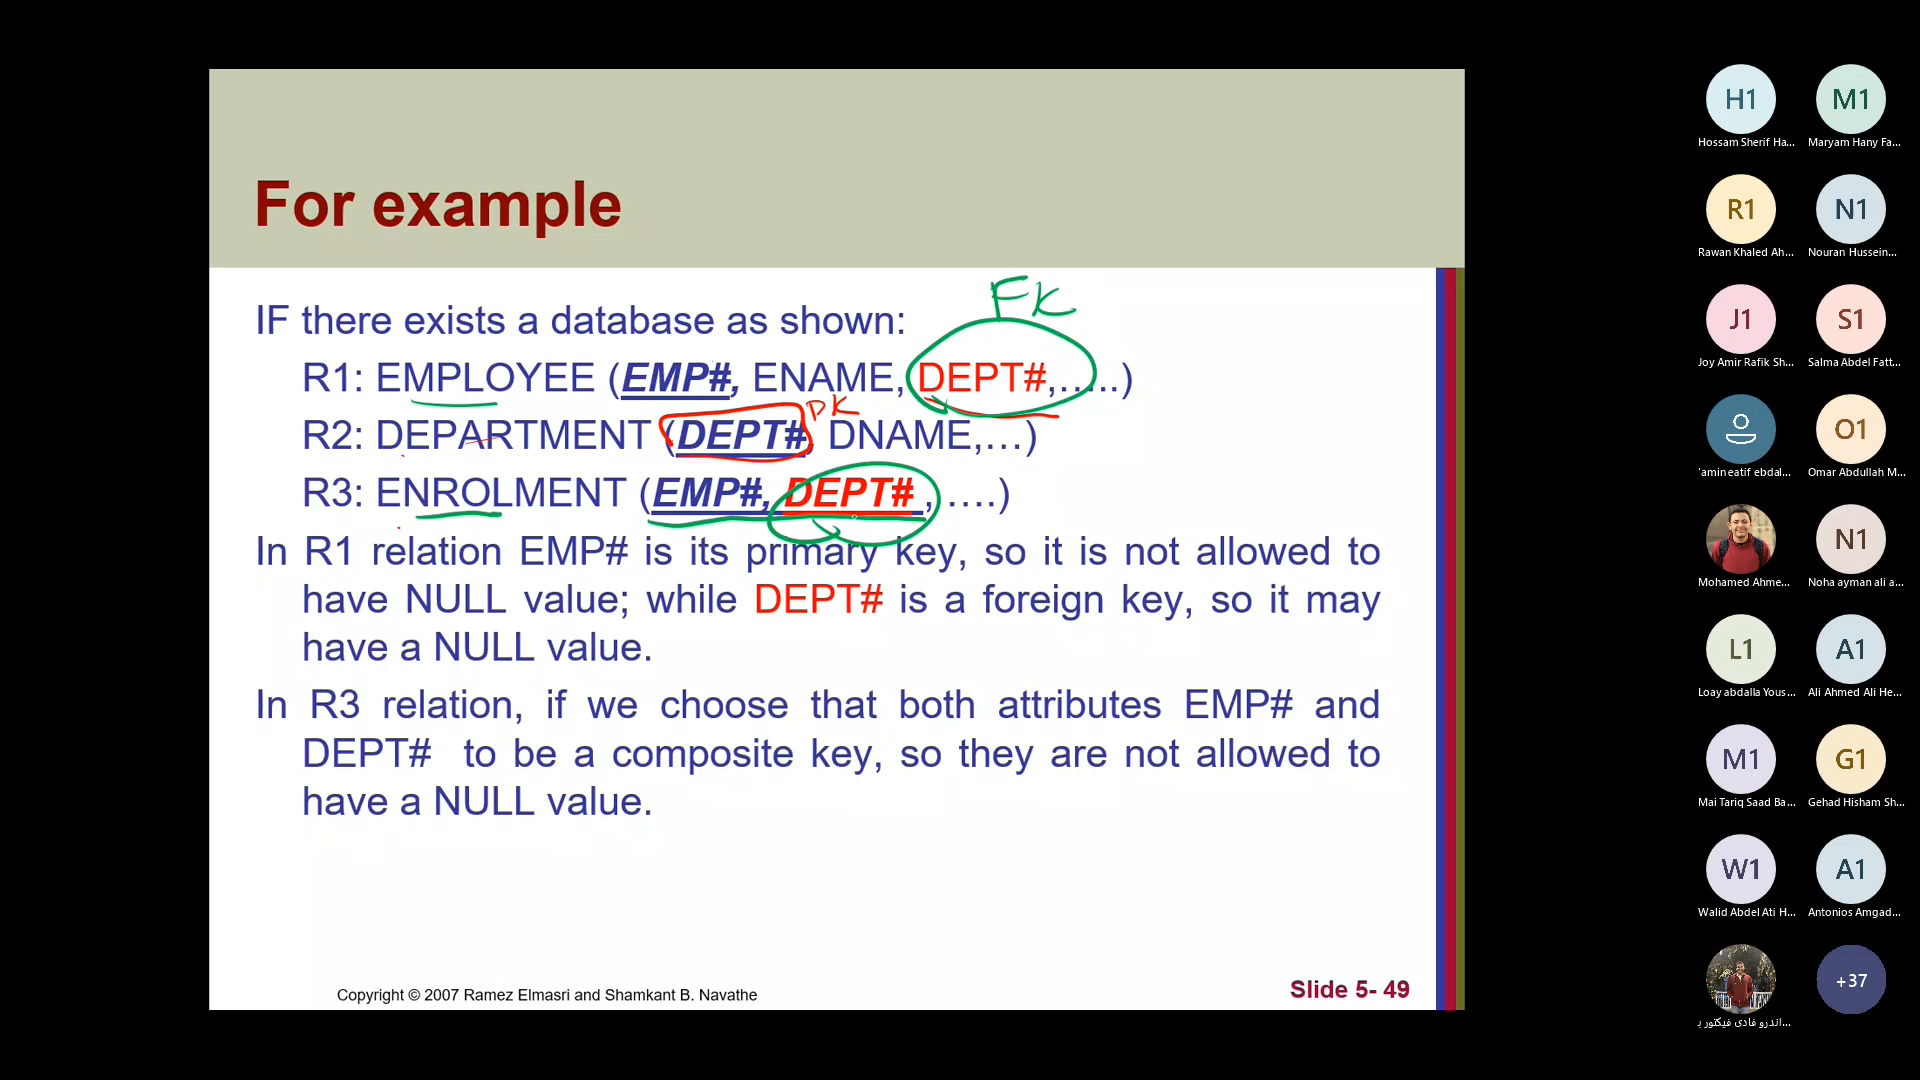 For example
FK
IF there exists a database as shown:
R1: EMPLOYEE (EMP#, ENAME, DEPT#,…..)
PK
R2: DEPARTMENT (DEPT#, DNAME,…)
R3: ENROLMENT (EMP#, DEPT# , ….)
In R1 relation EMP# is its primary key, so it is not allowed to
have NULL value; while DEPT# is a foreign key, so it may
have a NULL value.
In R3 relation, if we choose that both attributes EMP# and
DEPT# to be a composite key, so they are not allowed to
have a NULL value.
Copyright © 2007 Ramez Elmasri and Shamkant B. Navathe
Slide 5- 49
H1 M1
Hossam Sherif Ha... Maryam Hany Fa...
R1 N1
Rawan Khaled Ah... Nouran Hussein...
J1 S1
Joy Amir Rafik Sh... Salma Abdel Fatt...
O1
'amineatif ebdal... Omar Abdullah M...
N1
Mohamed Ahme... Noha ayman ali a...
L1 A1
Loay abdalla Yous... Ali Ahmed Ali He...
M1 G1
Mai Tariq Saad Ba... Gehad Hisham Sh...
W1 A1
Walid Abdel Ati H... Antonios Amgad...
+37
اندرو فادى فيكتور ب...